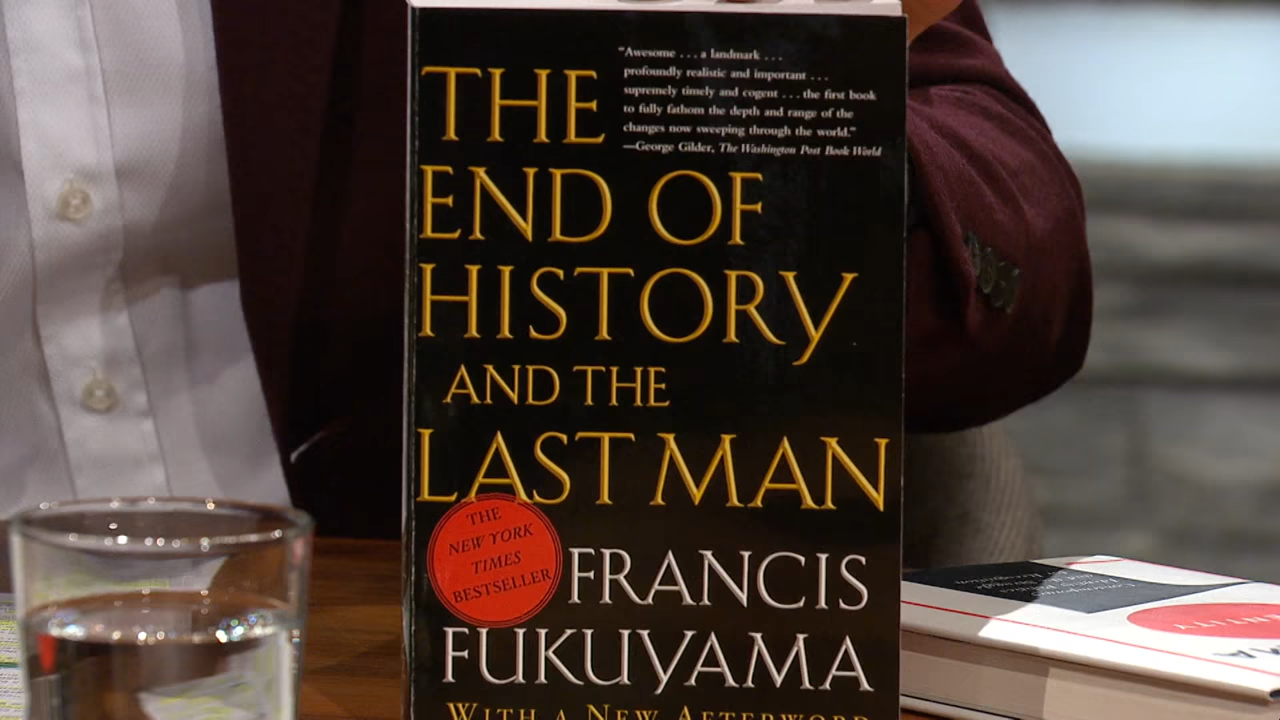 "Awesome . . . a landmark . . .
profoundly realistic and important . . .
supremely timely and cogent . . . the first book
to fully fathom the depth and range of the
changes now sweeping through the world."
—George Gilder, The Washington Post Book World
THE
END OF
HISTORY
AND THE
LAST MAN
THE
NEW YORK
TIMES
BESTSELLER
FRANCIS
FUKUYAMA
WITH A NEW AFTERWORD